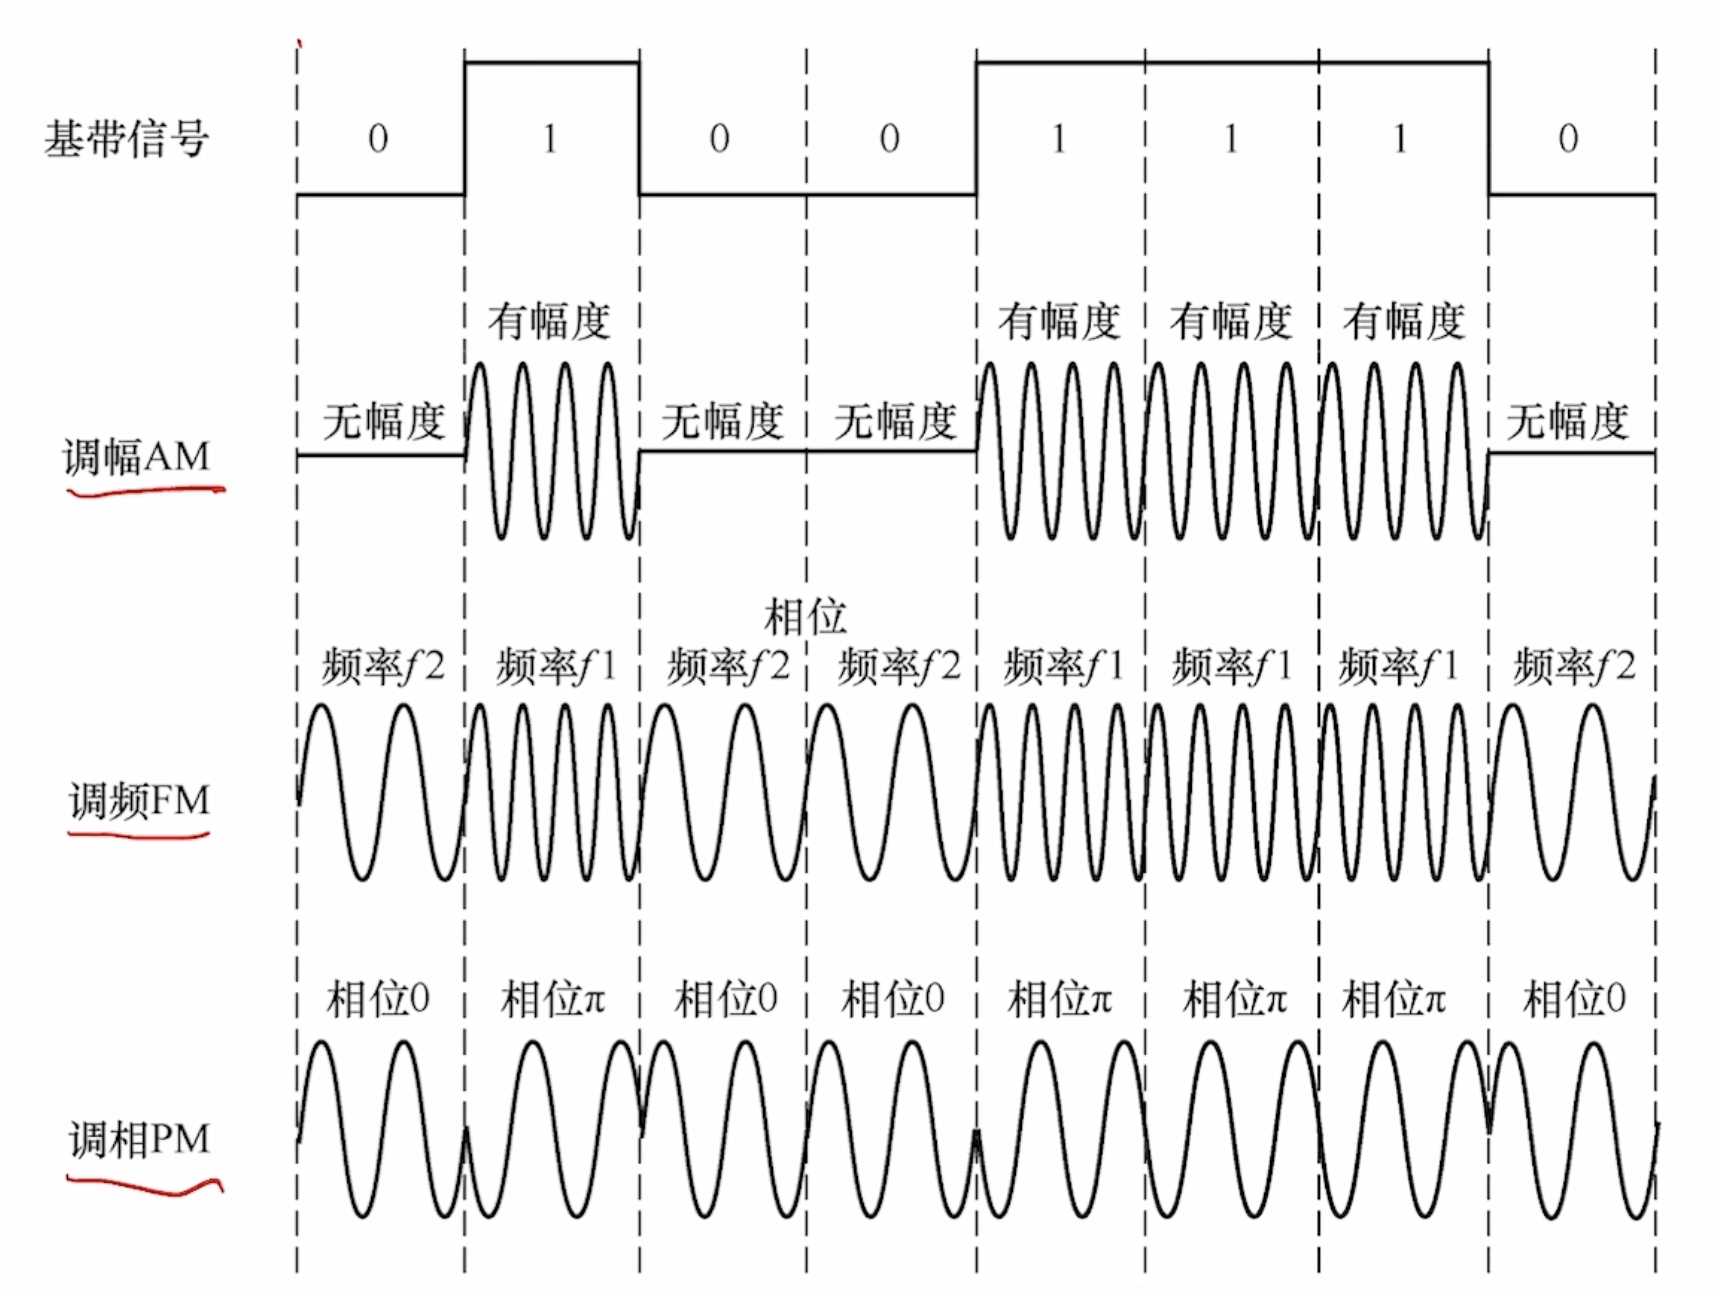 基带信号 0 1 0 0 1 1 1 0
有幅度 有幅度 有幅度 有幅度
无幅度 无幅度 无幅度 无幅度
调幅AM
相位
频率f2 频率f1 频率f2 频率f2 频率f1 频率f1 频率f1 频率f2
调频FM
相位0 相位π 相位0 相位0 相位π 相位π 相位π 相位0
调相PM